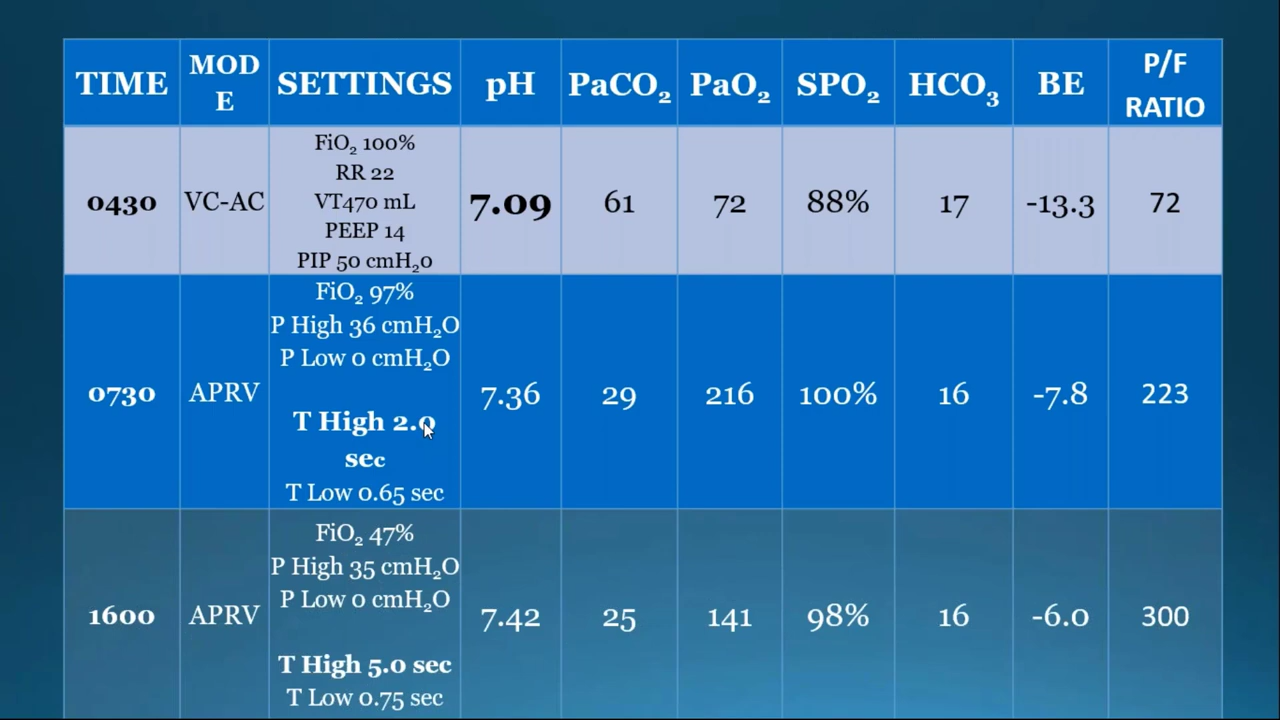 TIME MOD E SETTINGS pH PaCO₂ PaO₂ SPO₂ HCO₃ BE P/F RATIO
0430 VC-AC
FiO₂ 100%
RR 22
VT470 mL
PEEP 14
PIP 50 cmH₂0
7.09 61 72 88% 17 -13.3 72
0730 APRV
FiO₂ 97%
P High 36 cmH₂O
P Low 0 cmH₂O
T High 2.0
sec
T Low 0.65 sec
7.36 29 216 100% 16 -7.8 223
1600 APRV
FiO₂ 47%
P High 35 cmH₂O
P Low 0 cmH₂O
T High 5.0 sec
T Low 0.75 sec
7.42 25 141 98% 16 -6.0 300